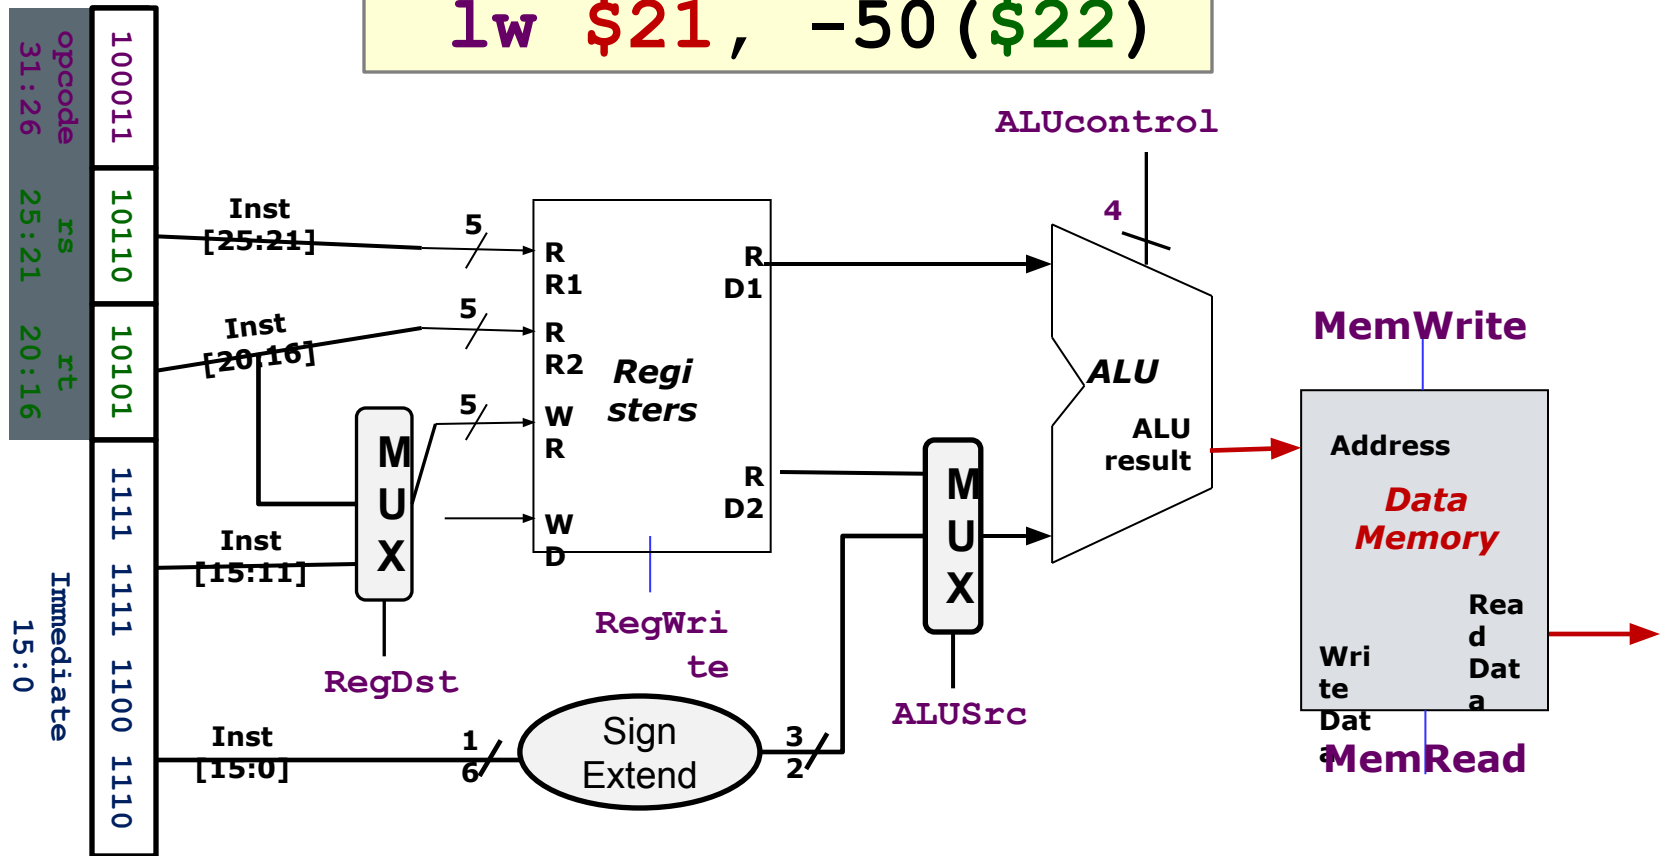 lw $21, -50($22)
opcode
31:26
100011
rs
25:21
10110
rt
20:16
10101
Immediate
15:0
1111 1111 1100 1110
Inst
[25:21]
5
Inst
[20:16]
5
5
Inst
[15:11]
Inst
[15:0]
M
U
X
RegDst
R
R1
R
R2
W
R
W
D
Regi
sters
R
D1
R
D2
RegWri
te
1
6
Sign
Extend
3
2
M
U
X
ALUSrc
ALUcontrol
4
ALU
ALU
result
MemWrite
Address
Data
Memory
Rea
d
Dat
a
Wri
te
Dat
a
MemRead